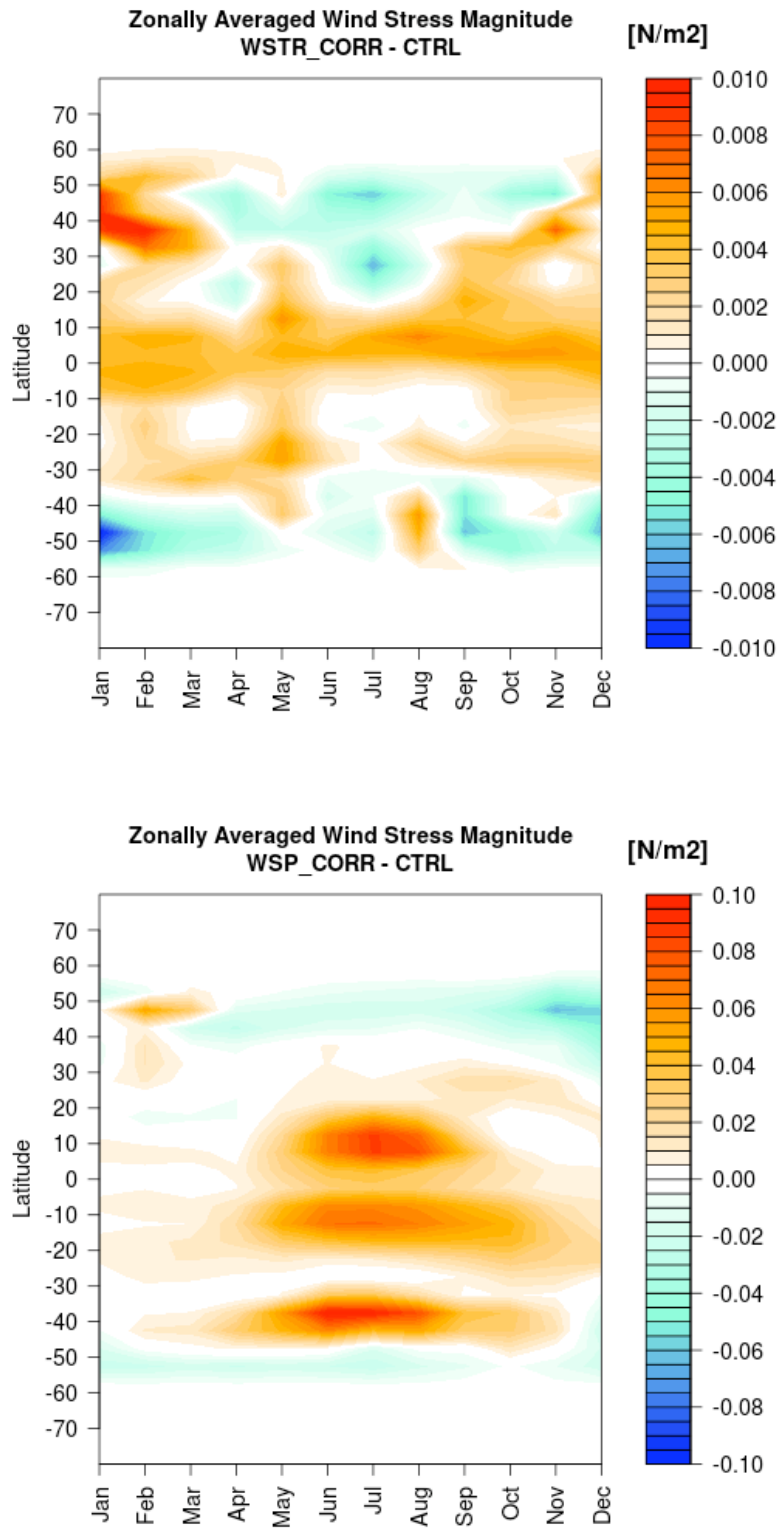 Zonally Averaged Wind Stress Magnitude
WSTR_CORR - CTRL
[N/m2]
Latitude
70
60
50
40
30
20
10
0
-10
-20
-30
-40
-50
-60
-70
Jan
Feb
Mar
Apr
May
Jun
Jul
Aug
Sep
Oct
Nov
Dec
0.010
0.008
0.006
0.004
0.002
0.000
-0.002
-0.004
-0.006
-0.008
-0.010
Zonally Averaged Wind Stress Magnitude
WSP_CORR - CTRL
[N/m2]
Latitude
70
60
50
40
30
20
10
0
-10
-20
-30
-40
-50
-60
-70
Jan
Feb
Mar
Apr
May
Jun
Jul
Aug
Sep
Oct
Nov
Dec
0.10
0.08
0.06
0.04
0.02
0.00
-0.02
-0.04
-0.06
-0.08
-0.10